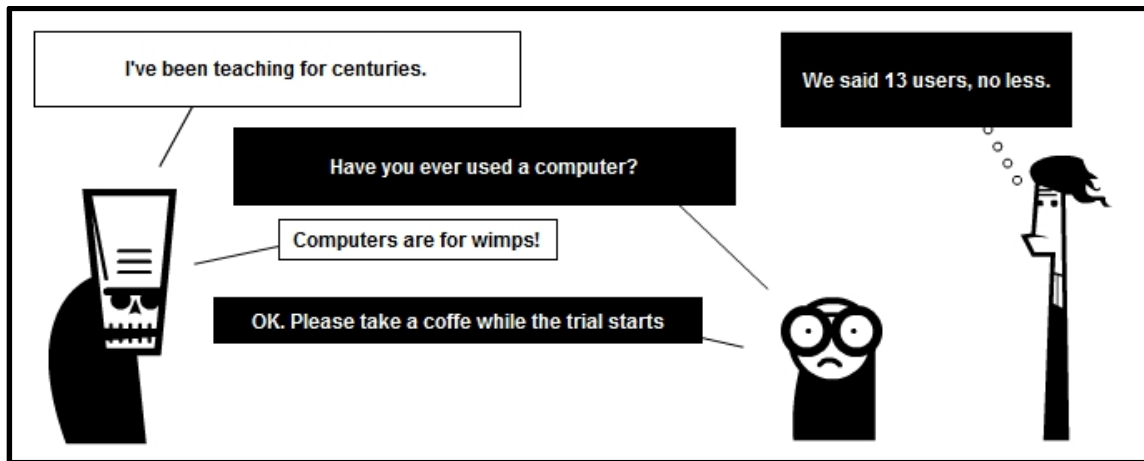 I've been teaching for centuries.
We said 13 users, no less.
Have you ever used a computer?
Computers are for wimps!
OK. Please take a coffe while the trial starts